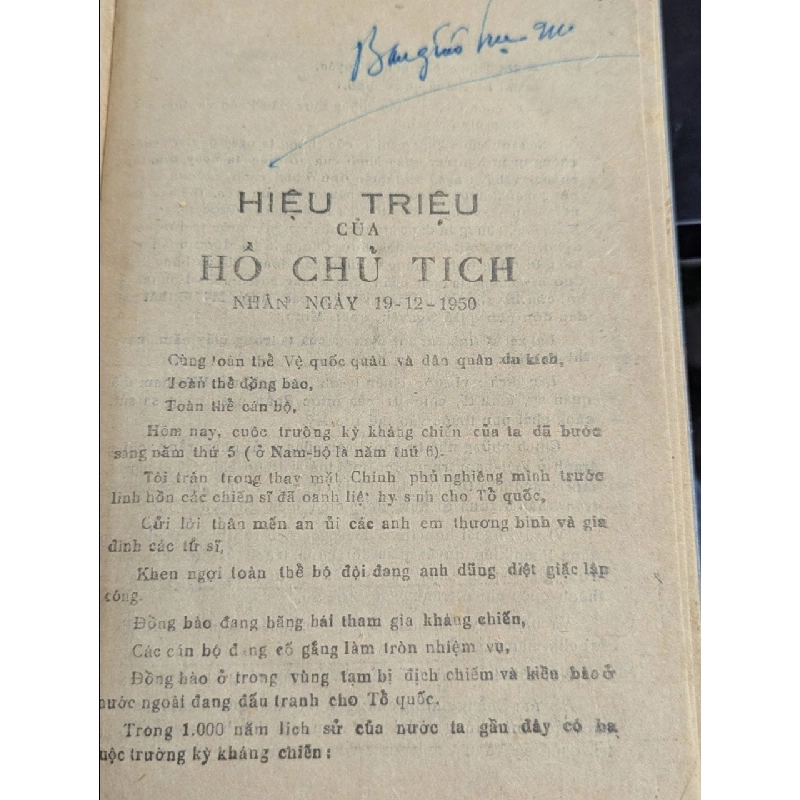 HIỆU TRIỆU
CỦA
HỒ CHỦ TỊCH
NHÂN NGÀY 19-12-1950
Cùng toàn thể Vệ quốc quân và dân quân du kích,
Toàn thể đồng bào,
Toàn thể cán bộ,
Hôm nay, cuộc trường kỳ kháng chiến của ta đã bước
sang năm thứ 5 (ở Nam-bộ là năm thứ 6).
Tôi trân trọng thay mặt Chính phủ nghiêng mình trước
linh hồn các chiến sĩ đã oanh liệt hy sinh cho Tổ quốc,
Gửi lời thân mến an ủi các anh em thương binh và gia
đình các tử sĩ,
Khen ngợi toàn thể bộ đội đang anh dũng diệt giặc lập
công.
Đồng bào đang hăng hái tham gia kháng chiến,
Các cán bộ đang cố gắng làm tròn nhiệm vụ,
Đồng bào ở trong vùng tạm bị địch chiếm và kiều bào ở
nước ngoài đang đấu tranh cho Tổ quốc.
Trong 1.000 năm lịch sử của nước ta gần đây có ba
uộc trường kỳ kháng chiến: